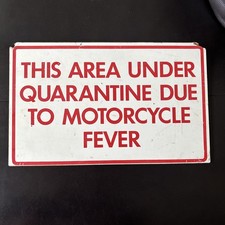 THIS AREA UNDER
QUARANTINE DUE
TO MOTORCYCLE
FEVER